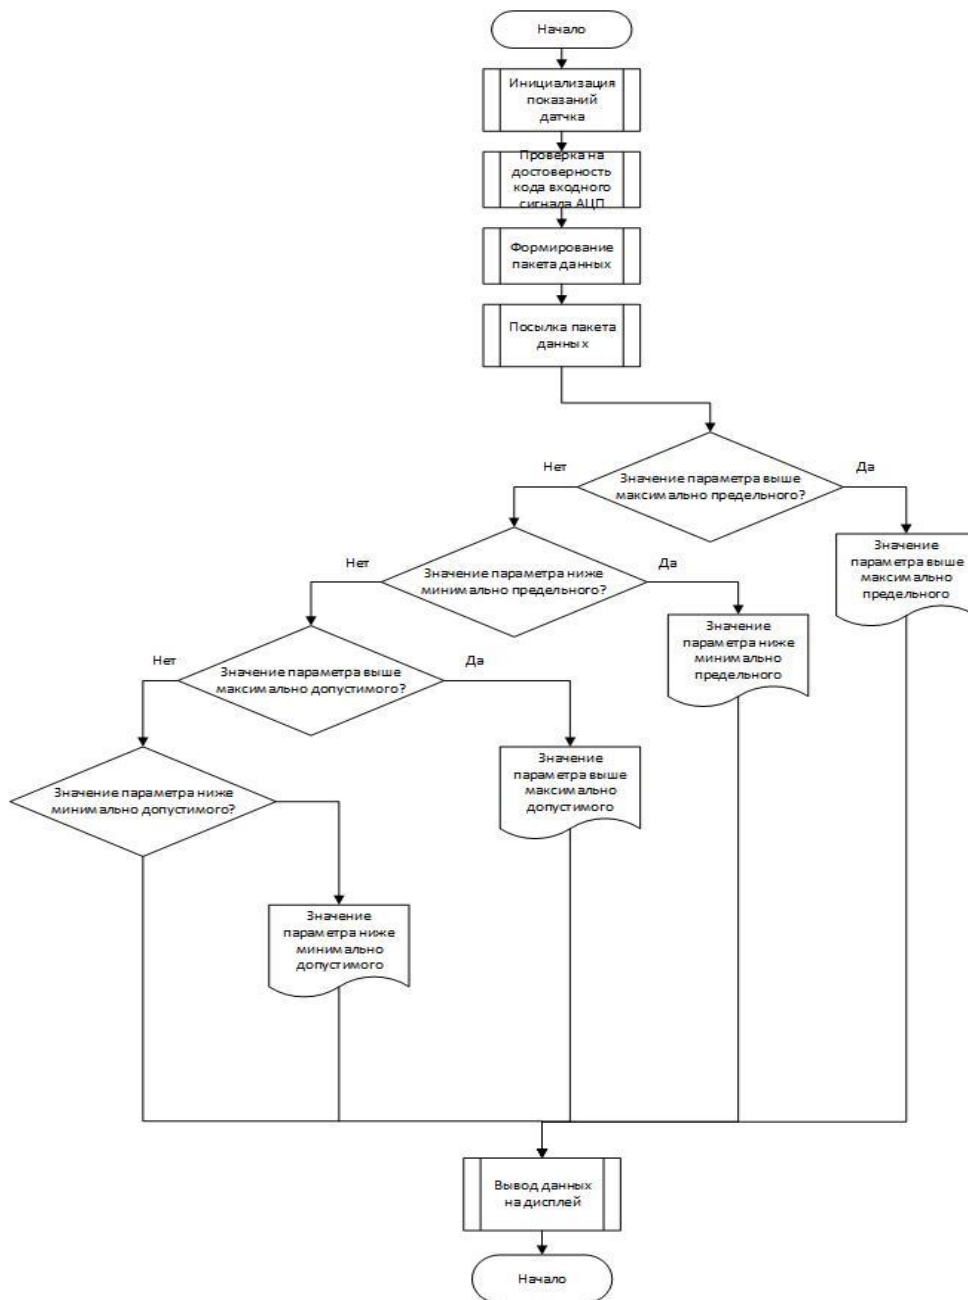 Начало
Инициализация
показаний
датчка
Проверка на
достоверность
кода входного
сигнала АЦП
Формирование
пакета данных
Посылка пакета
данных
Нет
Да
Значение параметра выше
максимально предельного?
Значение
параметра выше
максимально
предельного
Нет
Да
Значение параметра ниже
минимально предельного?
Значение
параметра ниже
минимально
предельного
Нет
Да
Значение параметра выше
максимально допустимого?
Значение
параметра выше
максимально
допустимого
Значение параметра ниже
минимально допустимого?
Значение
параметра ниже
минимально
допустимого
Вывод данных
на дисплей
Начало